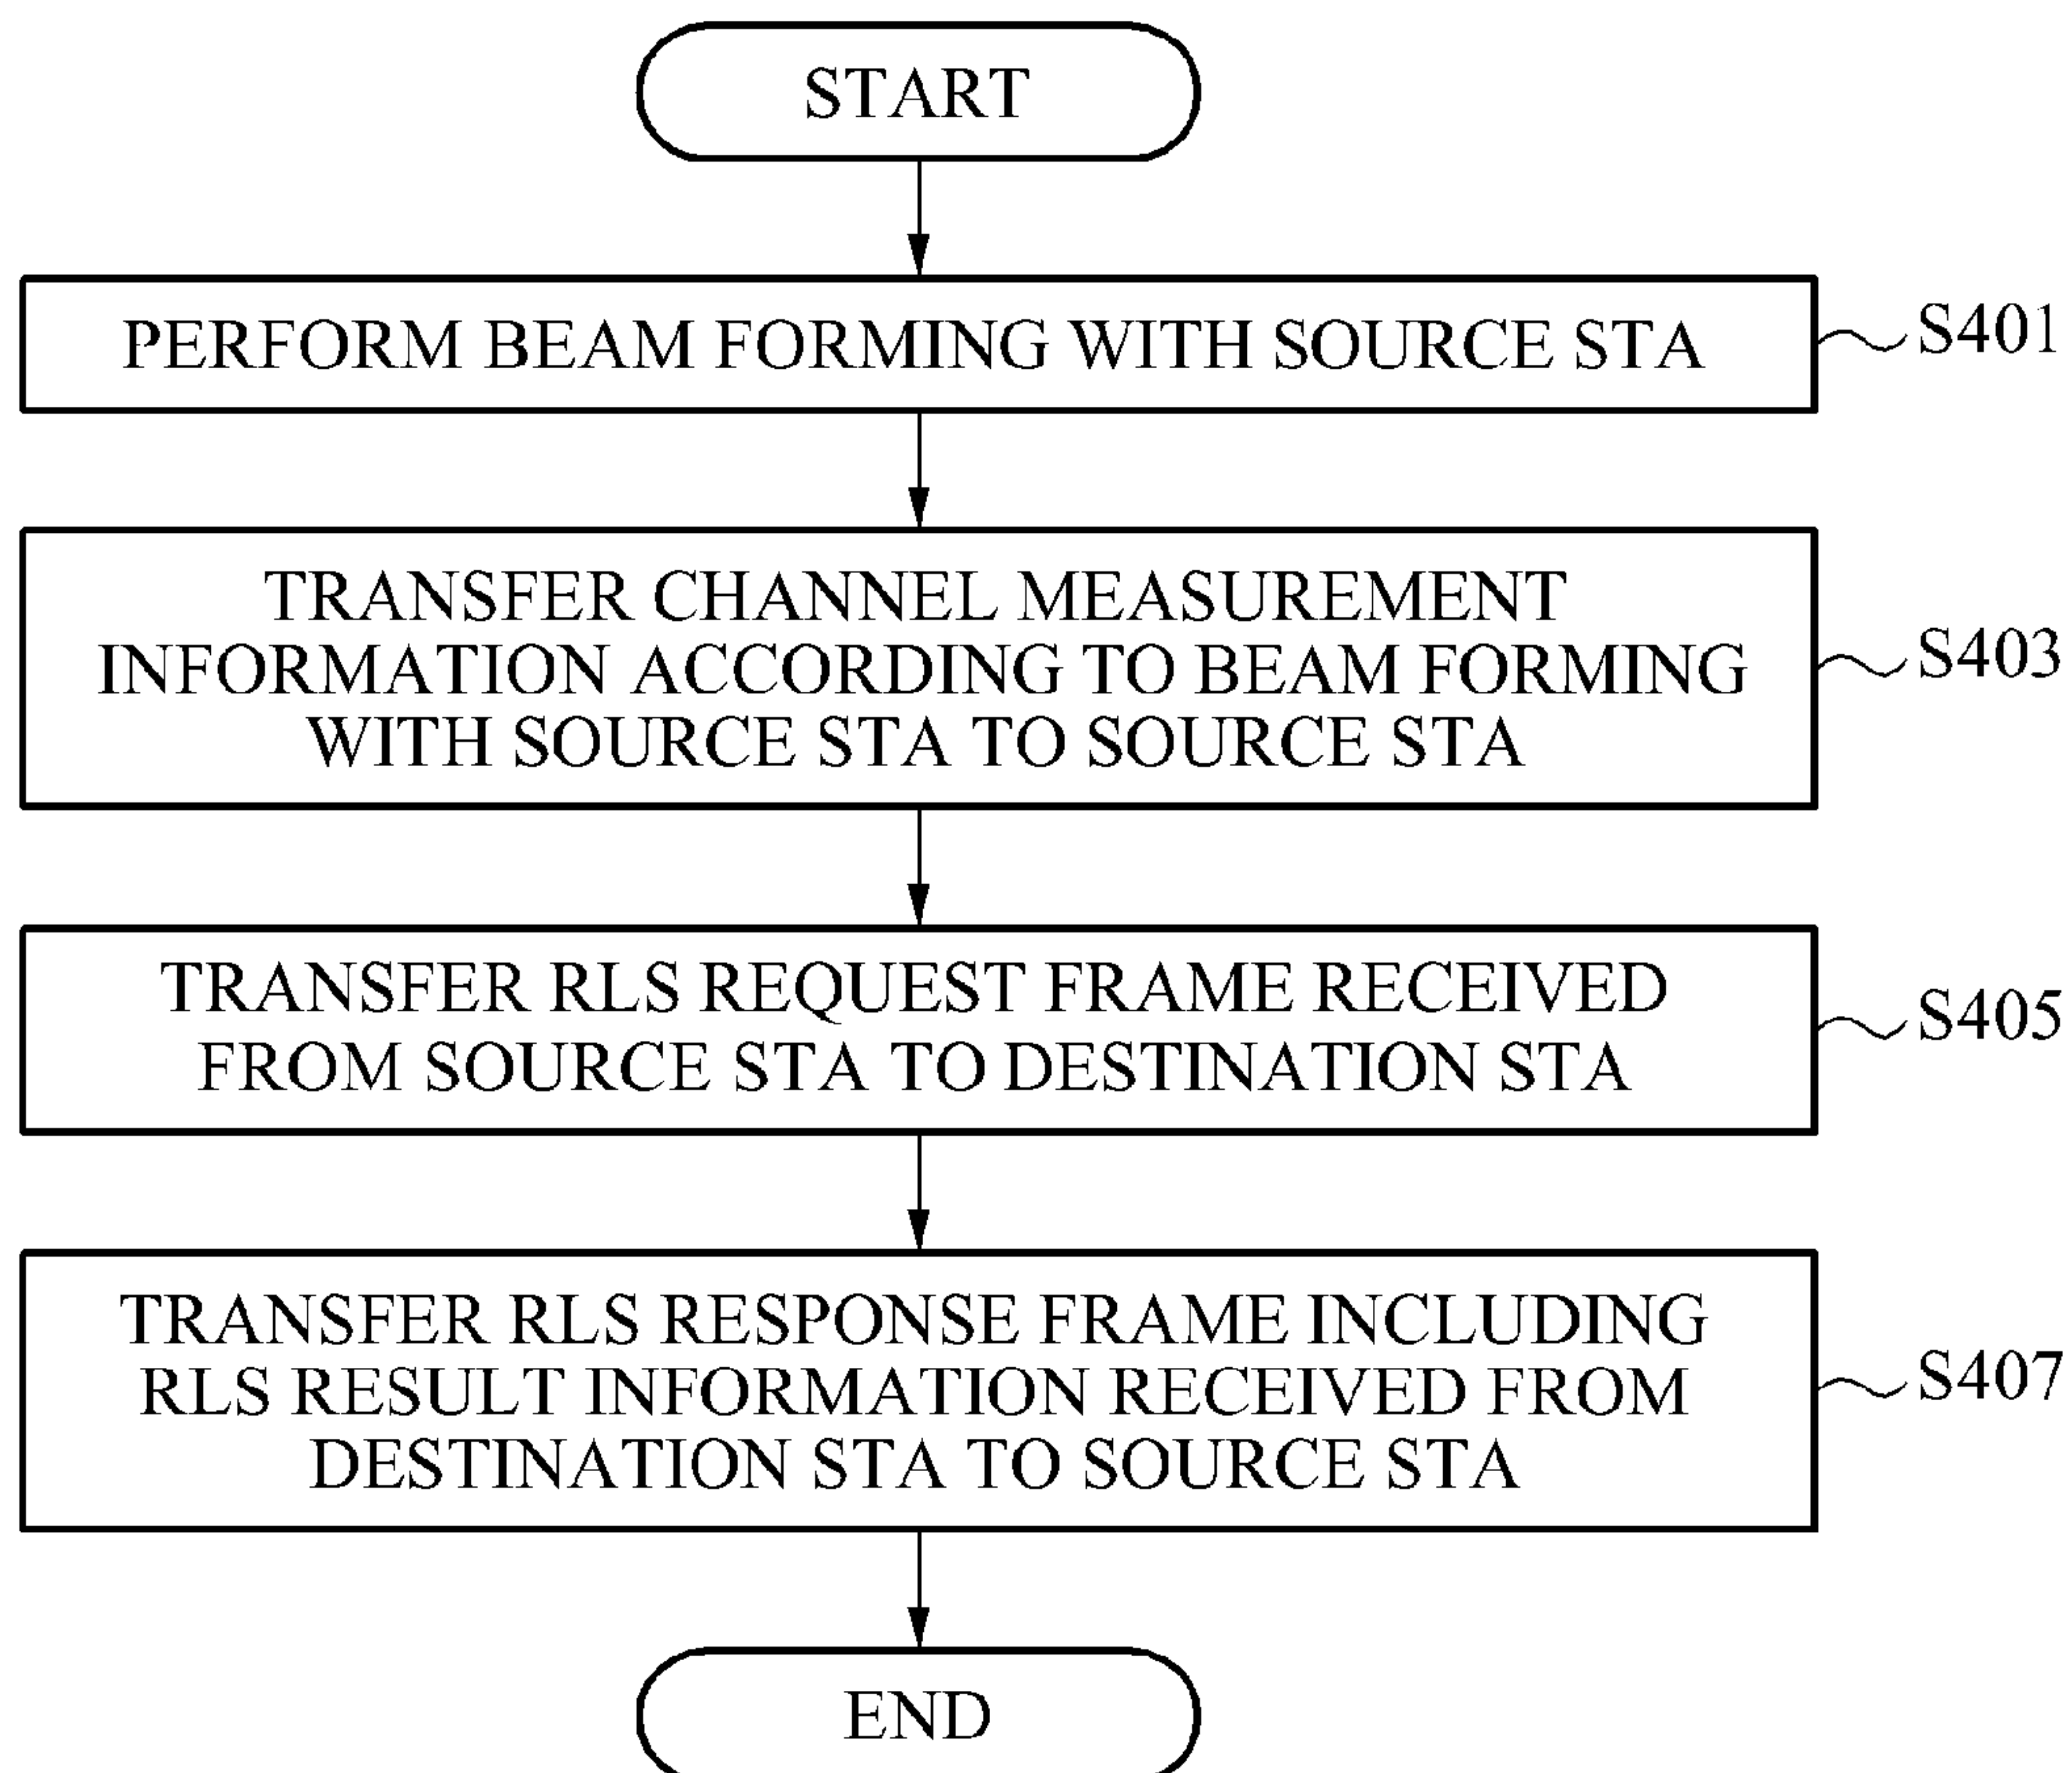 START
PERFORM BEAM FORMING WITH SOURCE STA
S401
TRANSFER CHANNEL MEASUREMENT
INFORMATION ACCORDING TO BEAM FORMING
WITH SOURCE STA TO SOURCE STA
S403
TRANSFER RLS REQUEST FRAME RECEIVED
FROM SOURCE STA TO DESTINATION STA
S405
TRANSFER RLS RESPONSE FRAME INCLUDING
RLS RESULT INFORMATION RECEIVED FROM
DESTINATION STA TO SOURCE STA
S407
END